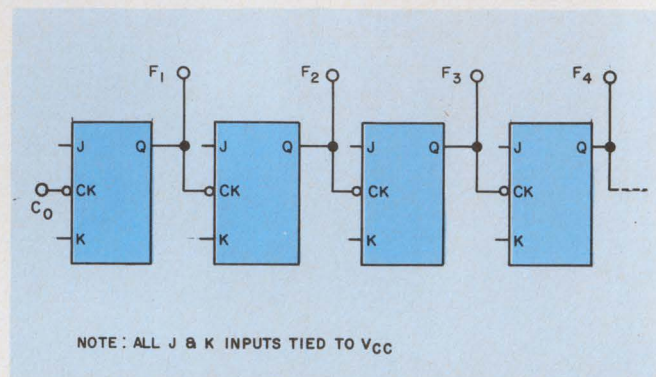 F1 F2 F3 F4
J Q J Q J Q J Q
C0 CK CK CK CK
K K K K
NOTE: ALL J & K INPUTS TIED TO VCC